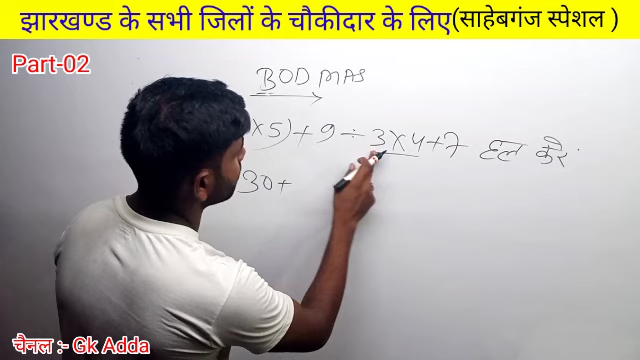 झारखण्ड के सभी जिलों के चौकीदार के लिए(साहेबगंज स्पेशल )
Part-02
BODMAS
×5)+9÷3×4+7 हल करें
30+
चैनल :- Gk Adda